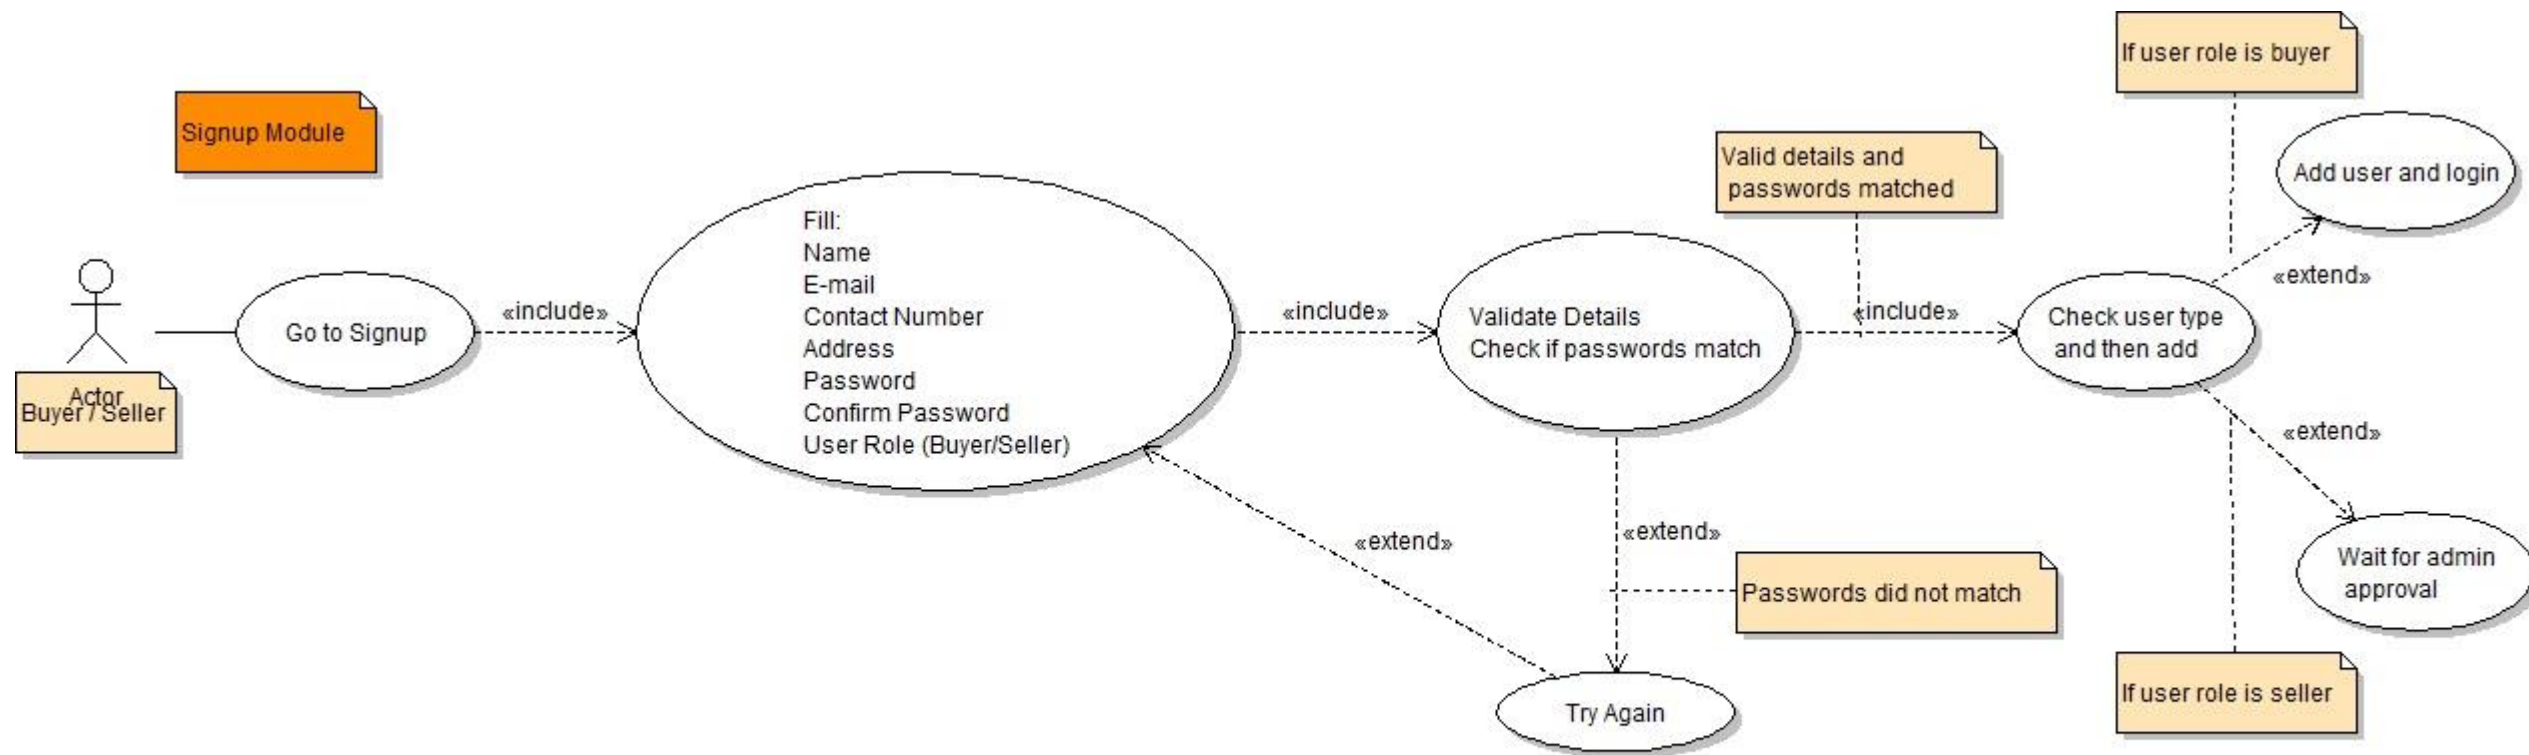 Signup Module
Actor
Buyer / Seller
Go to Signup
«include»
Fill:
Name
E-mail
Contact Number
Address
Password
Confirm Password
User Role (Buyer/Seller)
«include»
Validate Details
Check if passwords match
Valid details and
passwords matched
«include»
Check user type
and then add
If user role is buyer
Add user and login
«extend»
«extend»
Wait for admin
approval
If user role is seller
«extend»
Passwords did not match
«extend»
Try Again